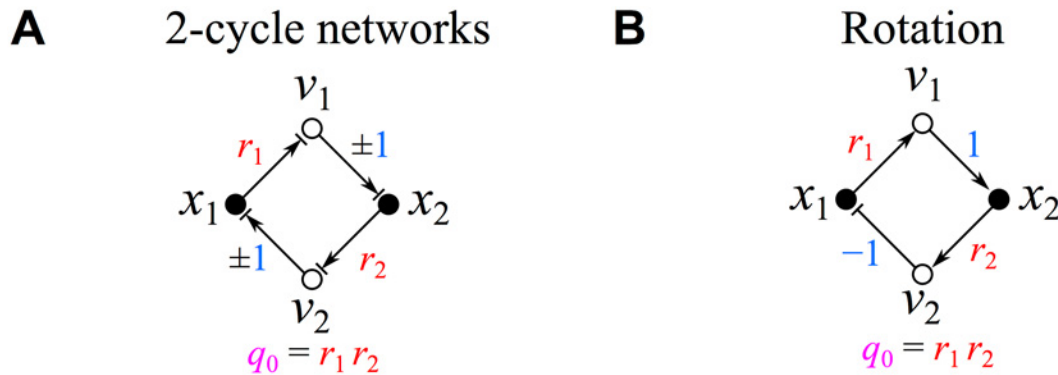 A 2-cycle networks
v₁
r₁ ±1
x₁ x₂
±1 r₂
v₂
q₀ = r₁ r₂
B Rotation
v₁
r₁ 1
x₁ x₂
−1 r₂
v₂
q₀ = r₁ r₂